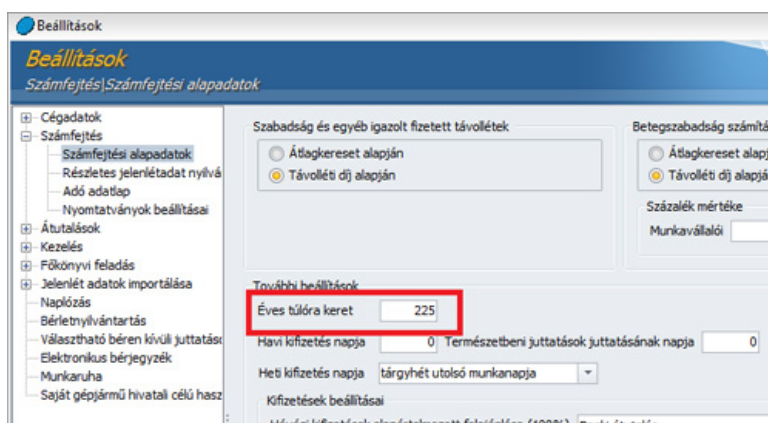 Beállítások
Beállítások
Számfejtés|Számfejtési alapadatok
Cégadatok
Számfejtés
Számfejtési alapadatok
Részletes jelenlétadat nyilvá
Adó adatlap
Nyomtatványok beállításai
Átutalások
Kezelés
Főkönyvi feladás
Jelenlét adatok importálása
Naplózás
Bérletnyilvántartás
Választható béren kívüli juttatáso
Elektronikus bérjegyzék
Munkaruha
Saját gépjármű hivatali célú hasz
Szabadság és egyéb igazolt fizetett távollétek
Átlagkereset alapján
Távolléti díj alapján
Betegszabadság számítá
Átlagkereset alapj
Távolléti díj alapjá
Százalék mértéke
Munkavállalói
További beállítások
Éves túlóra keret 225
Havi kifizetés napja 0 Természetbeni juttatások juttatásának napja 0
Heti kifizetés napja tárgyhét utolsó munkanapja
Kifizetések beállításai